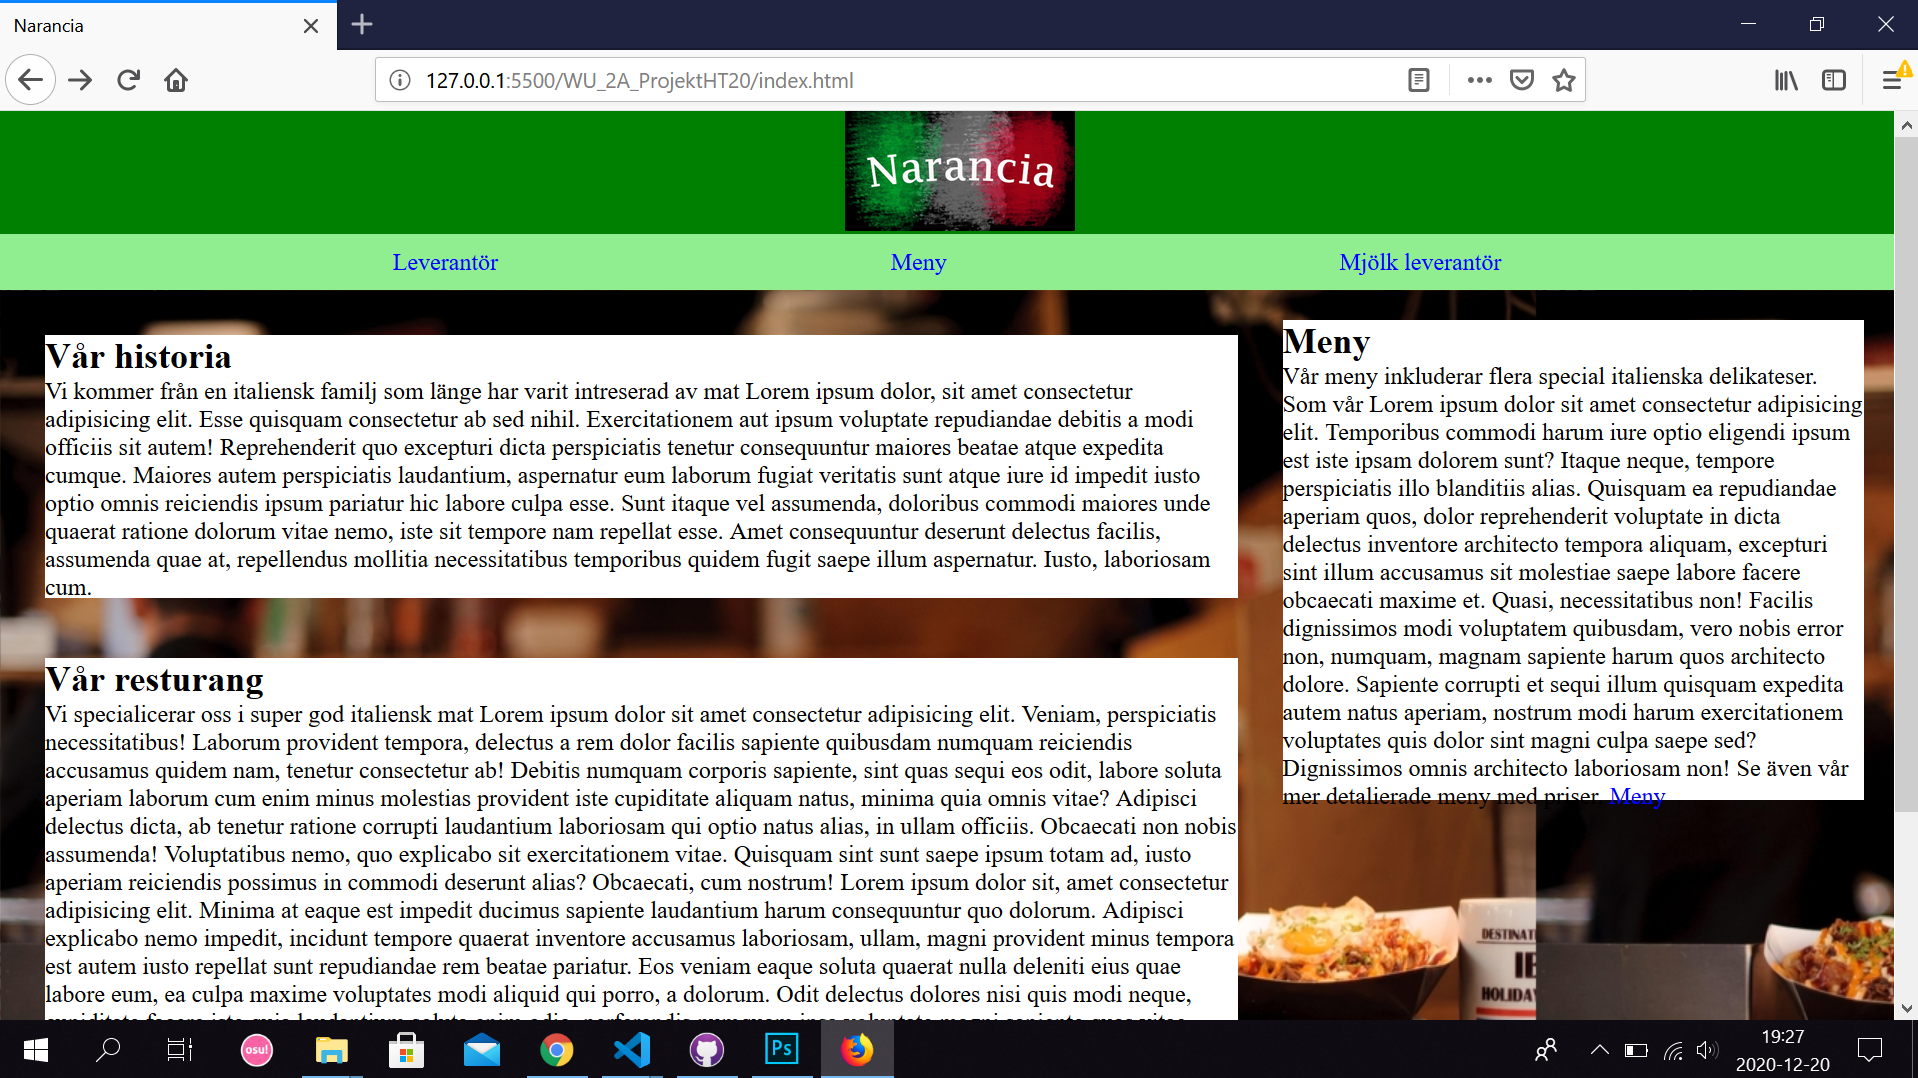 Narancia
127.0.0.1:5500/WU_2A_ProjektHT20/index.html
Narancia
Leverantör
Meny
Mjölk leverantör
Vår historia
Vi kommer från en italiensk familj som länge har varit intreserad av mat Lorem ipsum dolor, sit amet consectetur
adipisicing elit. Esse quisquam consectetur ab sed nihil. Exercitationem aut ipsum voluptate repudiandae debitis a modi
officiis sit autem! Reprehenderit quo excepturi dicta perspiciatis tenetur consequuntur maiores beatae atque expedita
cumque. Maiores autem perspiciatis laudantium, aspernatur eum laborum fugiat veritatis sunt atque iure id impedit iusto
optio omnis reiciendis ipsum pariatur hic labore culpa esse. Sunt itaque vel assumenda, doloribus commodi maiores unde
quaerat ratione dolorum vitae nemo, iste sit tempore nam repellat esse. Amet consequuntur deserunt delectus facilis,
assumenda quae at, repellendus mollitia necessitatibus temporibus quidem fugit saepe illum aspernatur. Iusto, laboriosam
cum.
Vår resturang
Vi specialicerar oss i super god italiensk mat Lorem ipsum dolor sit amet consectetur adipisicing elit. Veniam, perspiciatis
necessitatibus! Laborum provident tempora, delectus a rem dolor facilis sapiente quibusdam numquam reiciendis
accusamus quidem nam, tenetur consectetur ab! Debitis numquam corporis sapiente, sint quas sequi eos odit, labore soluta
aperiam laborum cum enim minus molestias provident iste cupiditate aliquam natus, minima quia omnis vitae? Adipisci
delectus dicta, ab tenetur ratione corrupti laudantium laboriosam qui optio natus alias, in ullam officiis. Obcaecati non nobis
assumenda! Voluptatibus nemo, quo explicabo sit exercitationem vitae. Quisquam sint sunt saepe ipsum totam ad, iusto
aperiam reiciendis possimus in commodi deserunt alias? Obcaecati, cum nostrum! Lorem ipsum dolor sit, amet consectetur
adipisicing elit. Minima at eaque est impedit ducimus sapiente laudantium harum consequuntur quo dolorum. Adipisci
explicabo nemo impedit, incidunt tempore quaerat inventore accusamus laboriosam, ullam, magni provident minus tempora
est autem iusto repellat sunt repudiandae rem beatae pariatur. Eos veniam eaque soluta quaerat nulla deleniti eius quae
labore eum, ea culpa maxime voluptates modi aliquid qui porro, a dolorum. Odit delectus dolores nisi quis modi neque,
Meny
Vår meny inkluderar flera special italienska delikateser.
Som vår Lorem ipsum dolor sit amet consectetur adipisicing
elit. Temporibus commodi harum iure optio eligendi ipsum
est iste ipsam dolorem sunt? Itaque neque, tempore
perspiciatis illo blanditiis alias. Quisquam ea repudiandae
aperiam quos, dolor reprehenderit voluptate in dicta
delectus inventore architecto tempora aliquam, excepturi
sint illum accusamus sit molestiae saepe labore facere
obcaecati maxime et. Quasi, necessitatibus non! Facilis
dignissimos modi voluptatem quibusdam, vero nobis error
non, numquam, magnam sapiente harum quos architecto
dolore. Sapiente corrupti et sequi illum quisquam expedita
autem natus aperiam, nostrum modi harum exercitationem
voluptates quis dolor sint magni culpa saepe sed?
Dignissimos omnis architecto laboriosam non! Se även vår
mer detalierade meny med priser. Meny
DESTINAT
HOLIDAY
osu!
Ps
19:27
2020-12-20